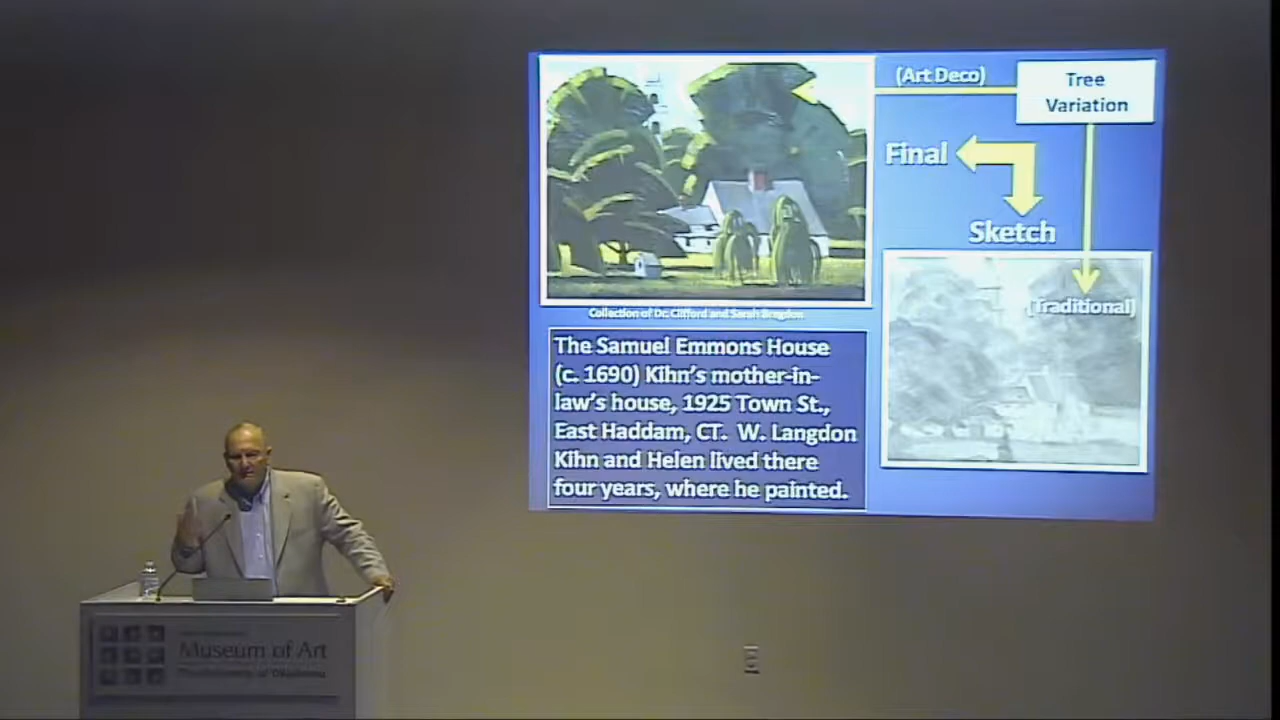 (Art Deco)
Tree
Variation
Final
Sketch
(Traditional)
Collection of Dr. Clifford and Sarah Bragdon
The Samuel Emmons House
(c. 1690) Kihn's mother-in-
law's house, 1925 Town St.,
East Haddam, CT. W. Langdon
Kihn and Helen lived there
four years, where he painted.
Museum of Art
The University of Oklahoma